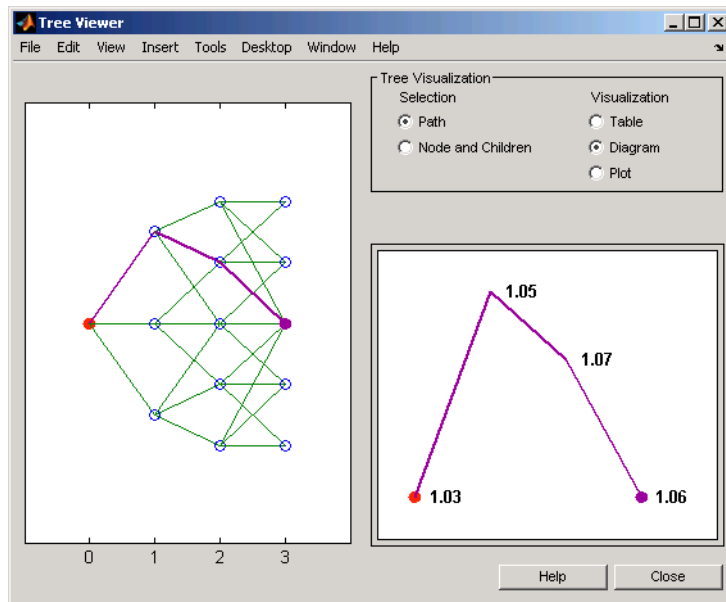 Tree Viewer
File Edit View Insert Tools Desktop Window Help
Tree Visualization
Selection Visualization
Path Table
Node and Children Diagram
Plot
1.05
1.07
1.03 1.06
0 1 2 3
Help Close